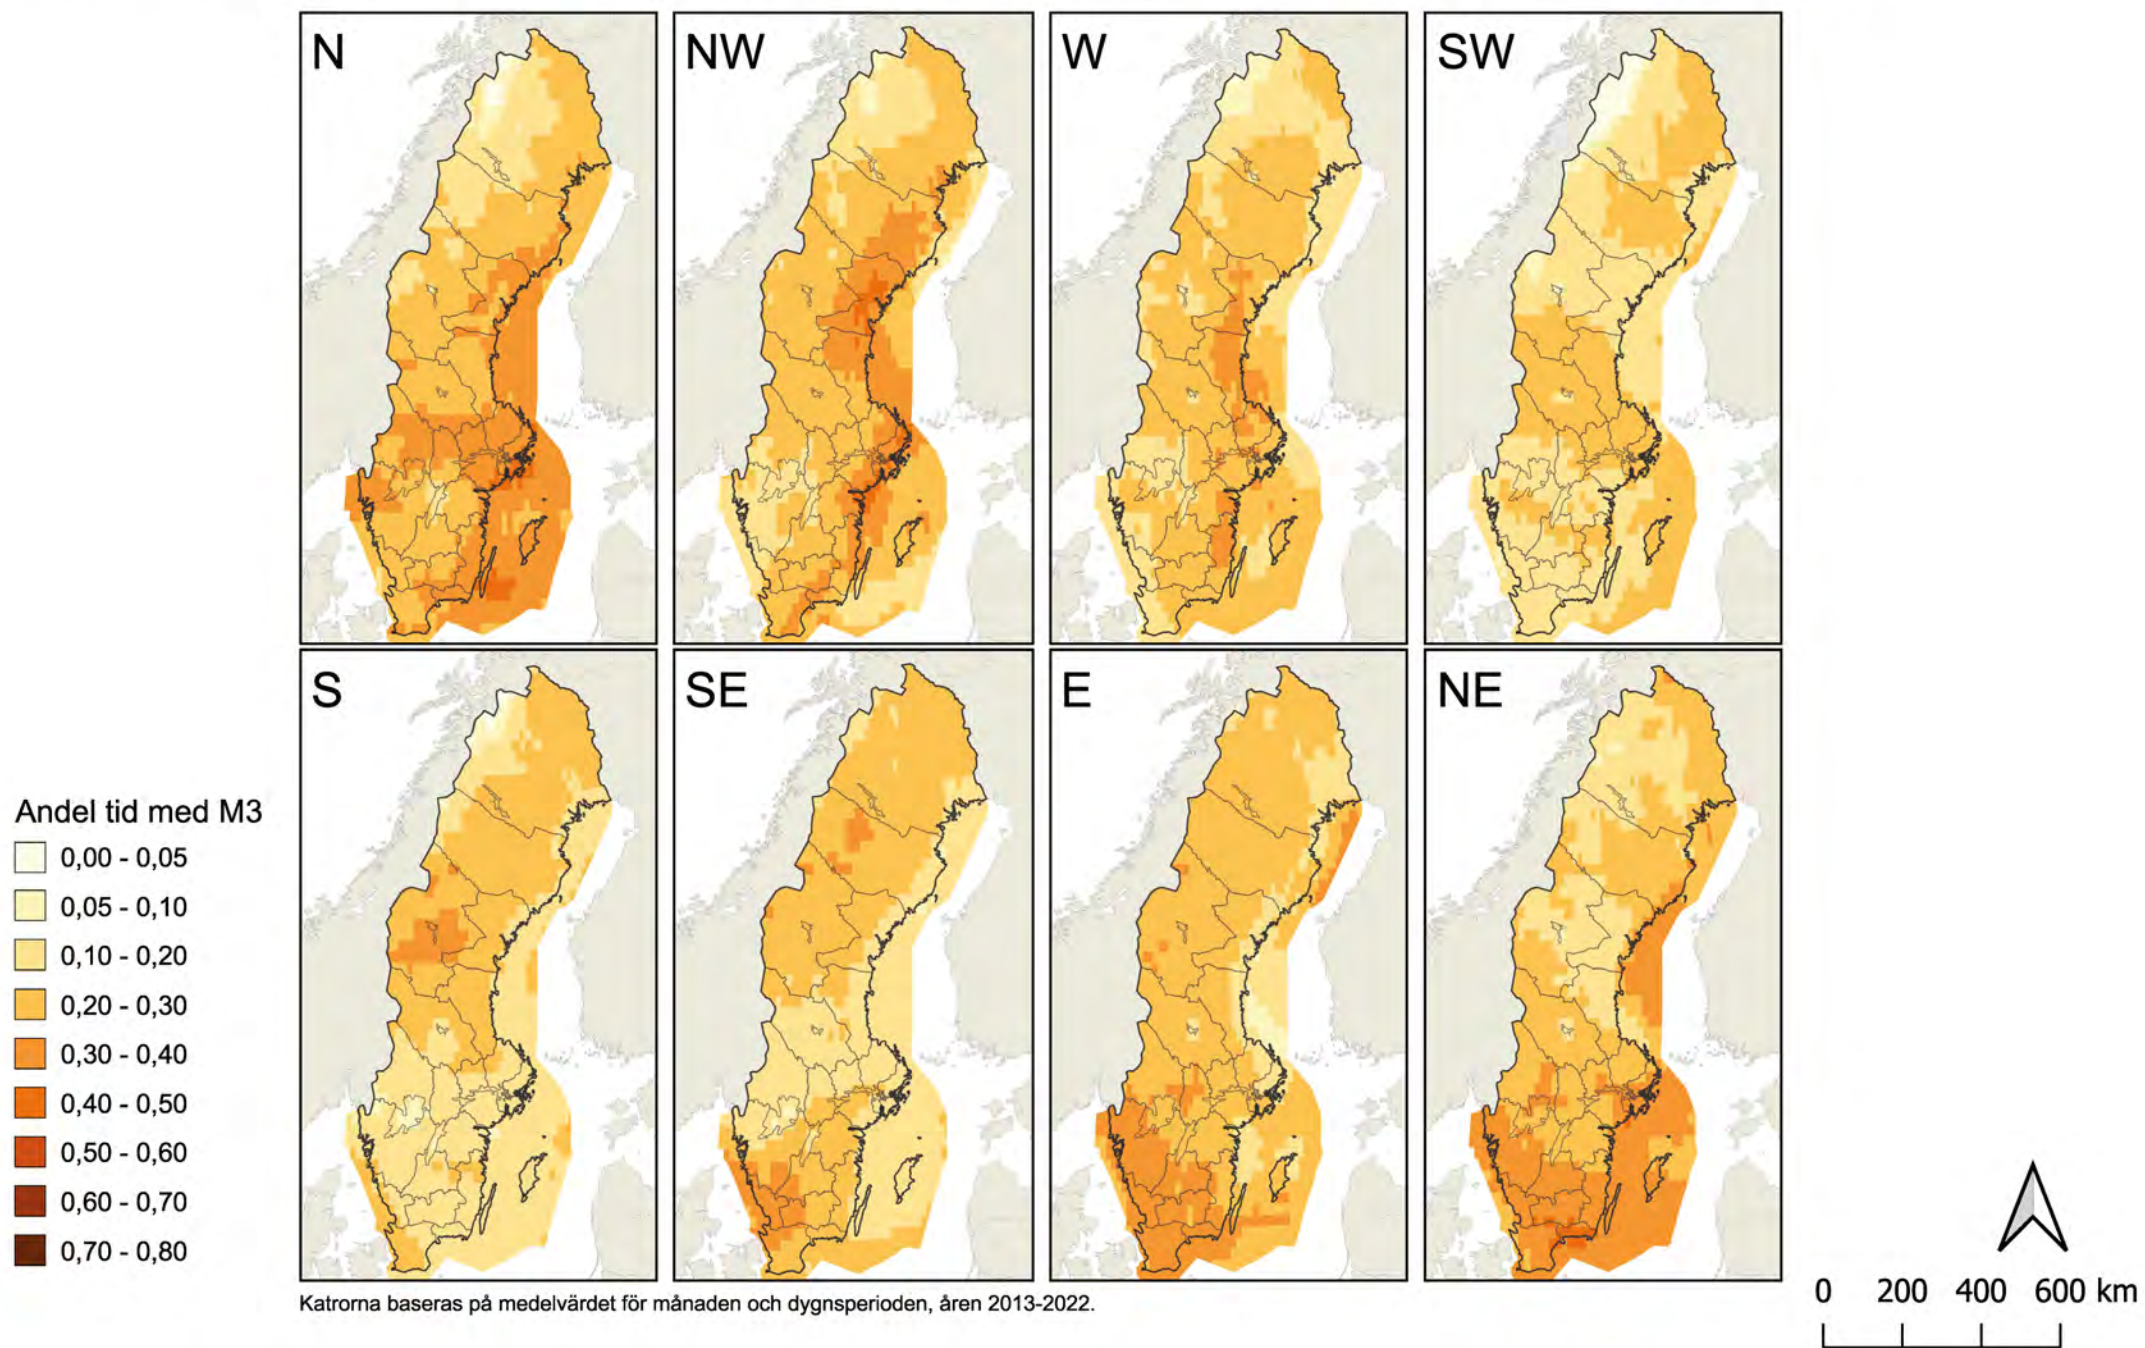 N
NW
W
SW
S
SE
E
NE
Andel tid med M3
0,00 - 0,05
0,05 - 0,10
0,10 - 0,20
0,20 - 0,30
0,30 - 0,40
0,40 - 0,50
0,50 - 0,60
0,60 - 0,70
0,70 - 0,80
Katrorna baseras på medelvärdet för månaden och dygnsperioden, åren 2013-2022.
0 200 400 600 km